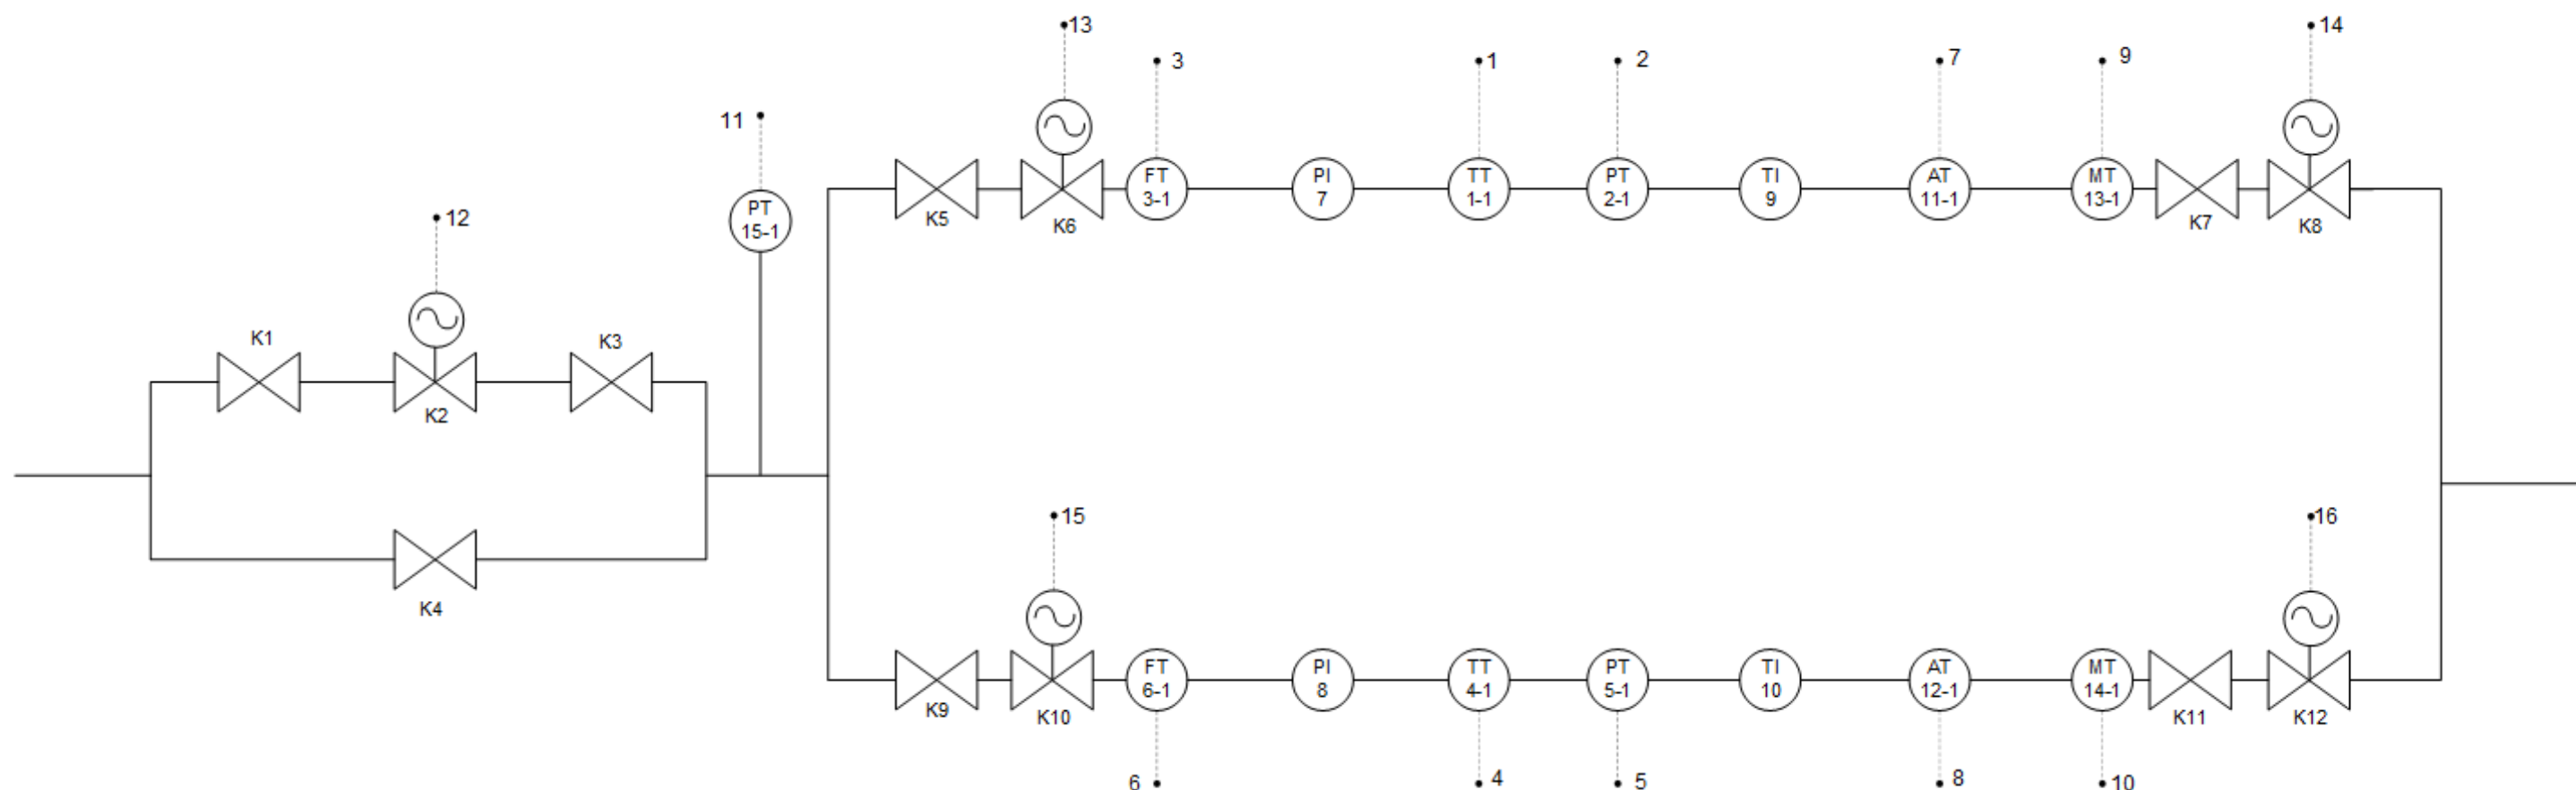 13
14
3
1
2
7
9
11
FT
3-1
PI
7
TT
1-1
PT
2-1
TI
9
AT
11-1
MT
13-1
PT
15-1
K5
K6
K7
K8
12
K1
K3
K2
15
16
K4
FT
6-1
PI
8
TT
4-1
PT
5-1
TI
10
AT
12-1
MT
14-1
K9
K10
K11
K12
6
4
5
8
10